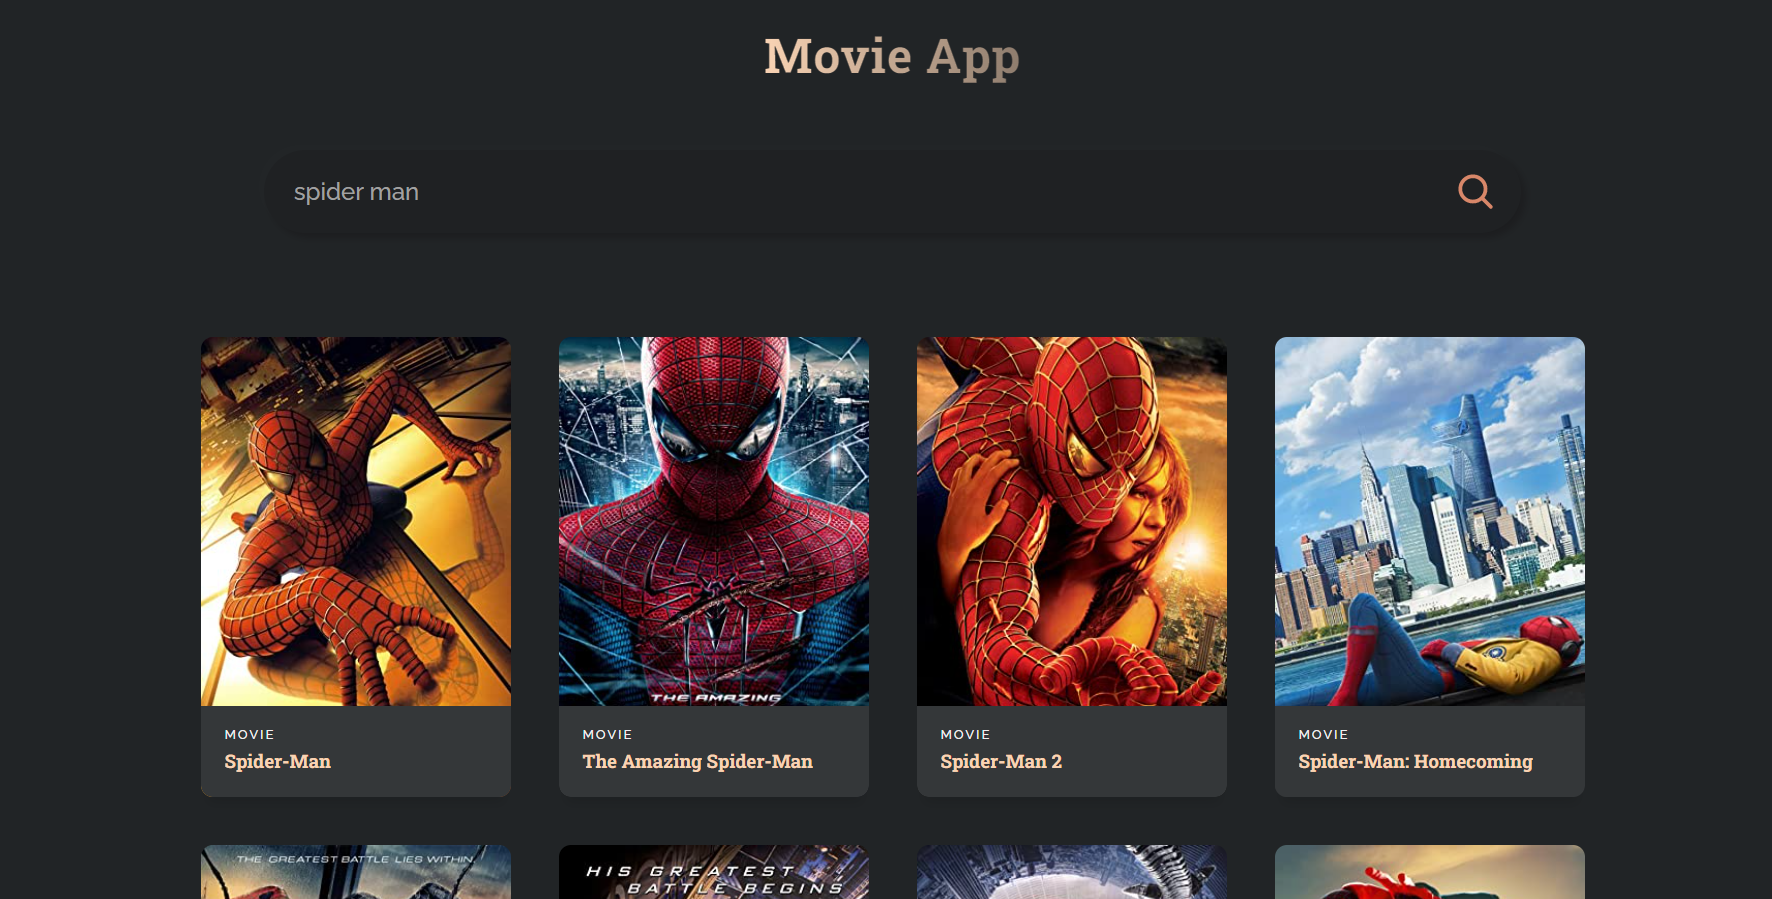 Movie App
spider man
THE AMAZING
MOVIE
Spider-Man
MOVIE
The Amazing Spider-Man
MOVIE
Spider-Man 2
MOVIE
Spider-Man: Homecoming
THE GREATEST BATTLE LIES WITHIN.
HIS GREATEST
BATTLE BEGINS